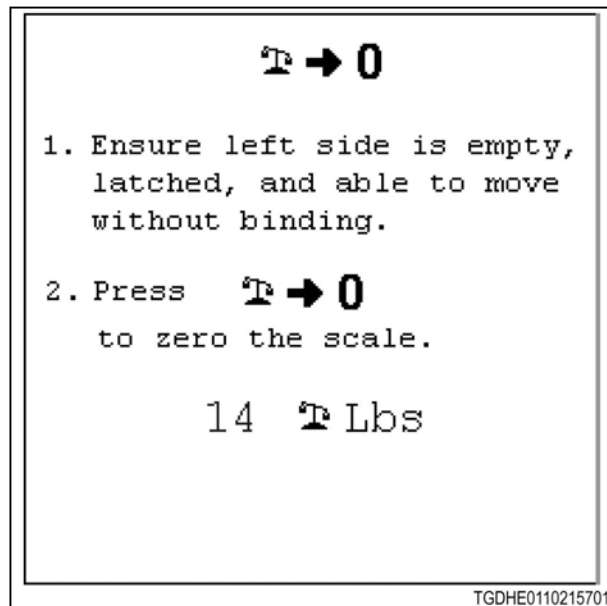 → 0
1. Ensure left side is empty,
latched, and able to move
without binding.
2. Press → 0
to zero the scale.
14 Lbs
TGDHE0110215701